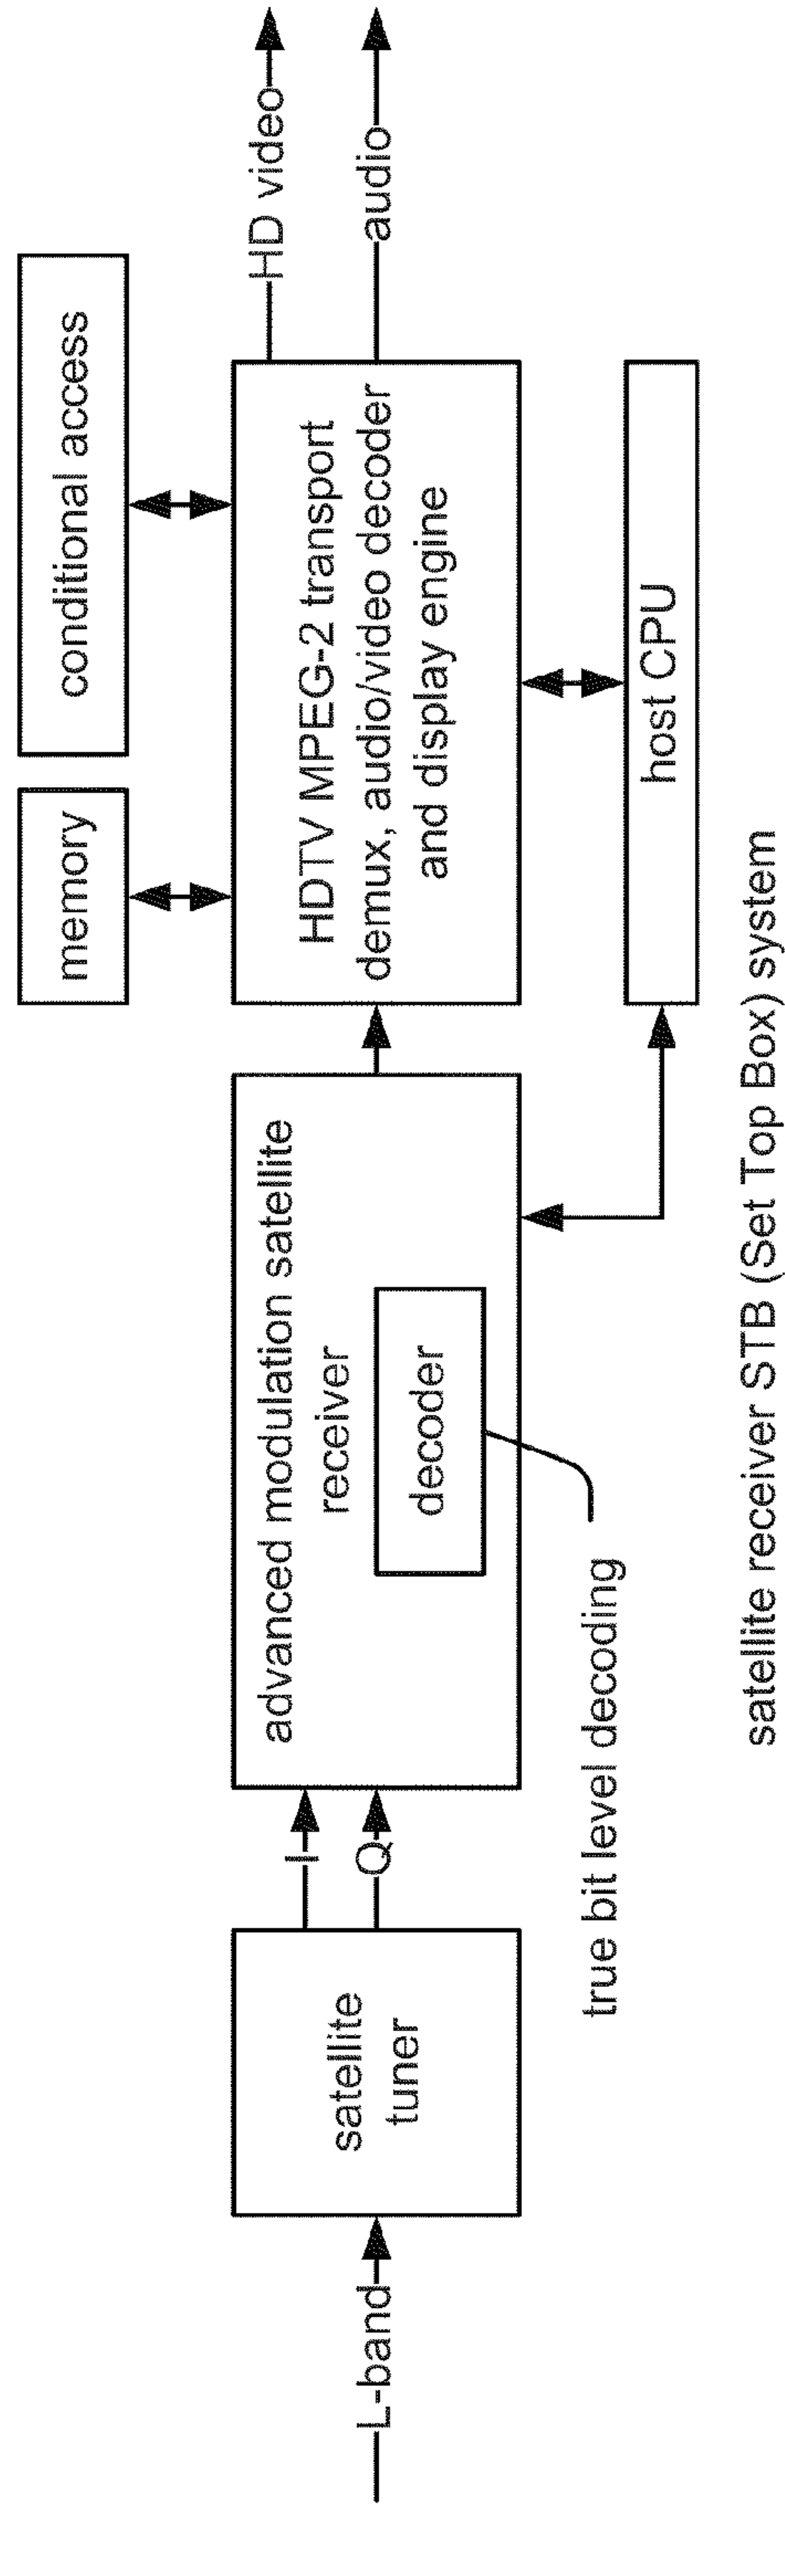 L-band
satellite
tuner
I
Q
advanced modulation satellite
receiver
decoder
true bit level decoding
memory
conditional access
HDTV MPEG-2 transport
demux, audio/video decoder
and display engine
host CPU
HD video
audio
satellite receiver STB (Set Top Box) system